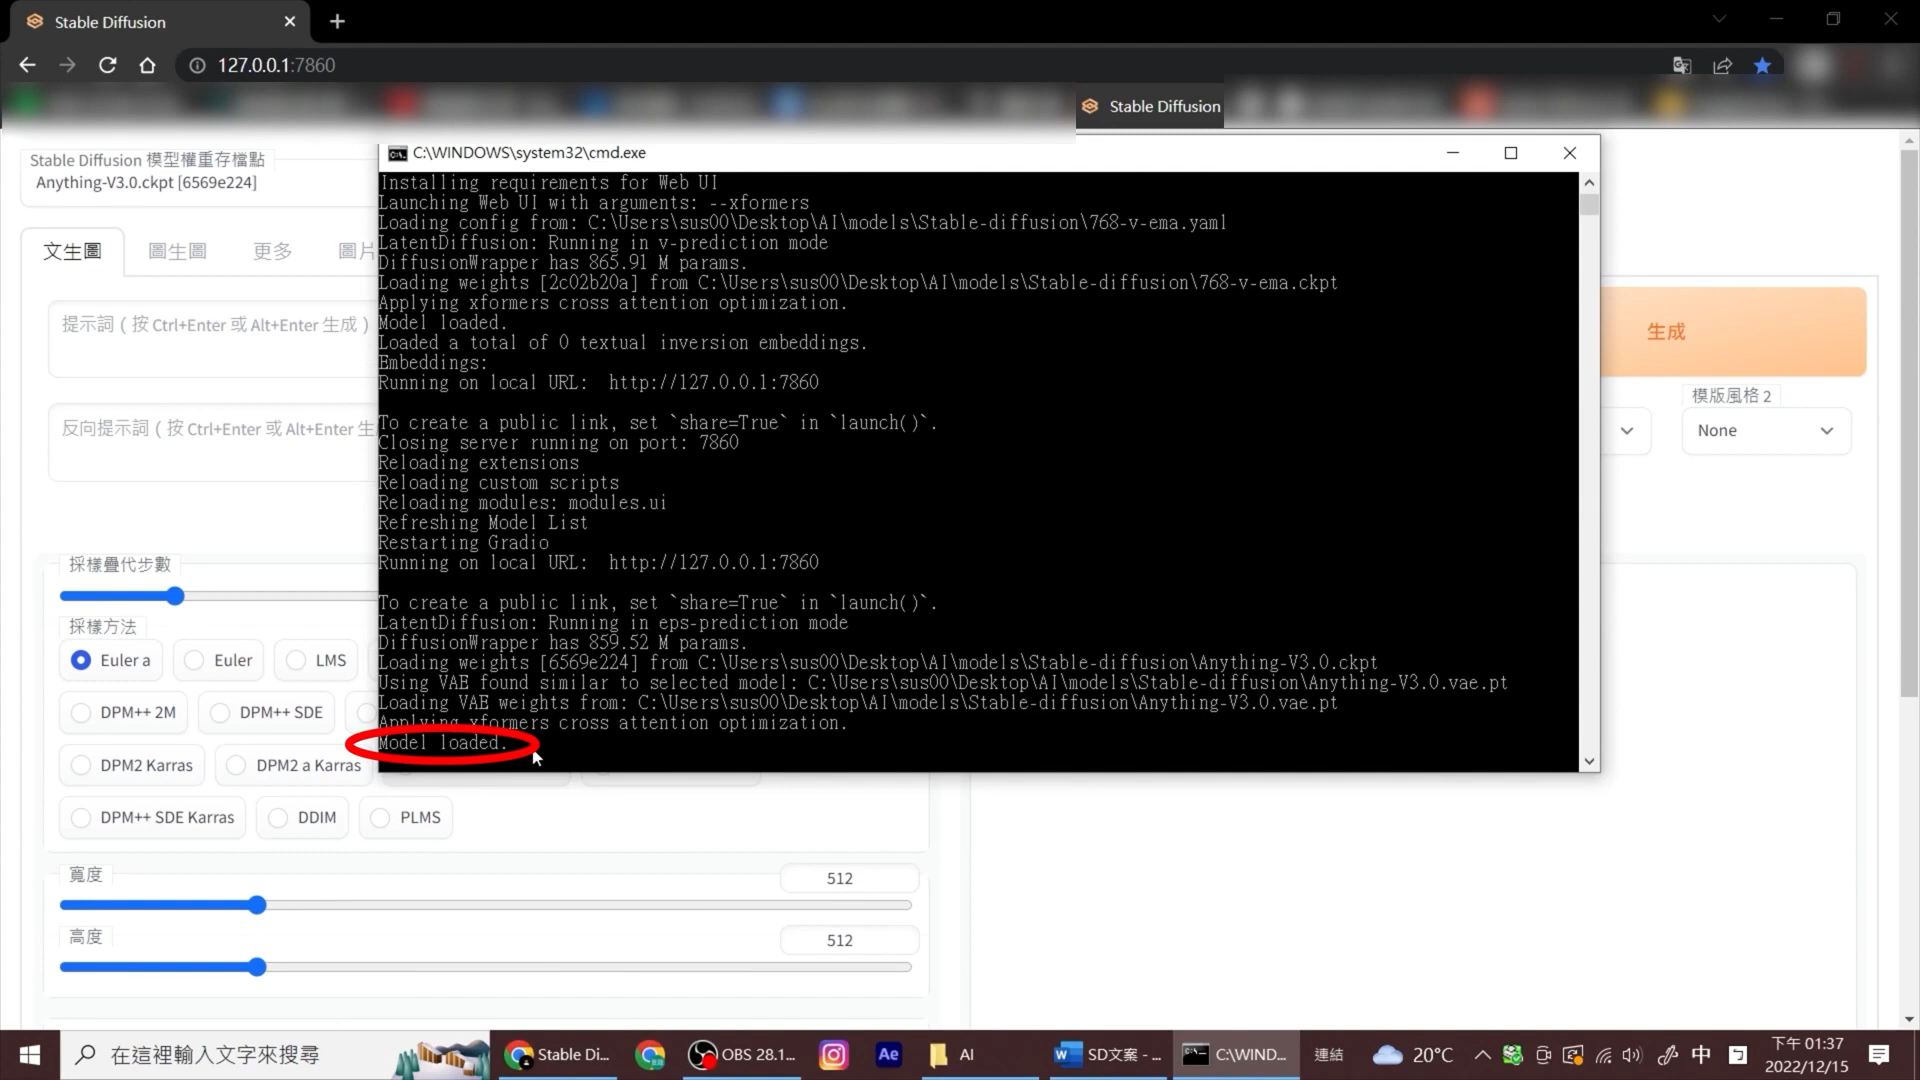 Stable Diffusion
127.0.0.1:7860
Stable Diffusion
Stable Diffusion 模型權重存檔點
Anything-V3.0.ckpt [6569e224]
文生圖 圖生圖 更多 圖片
提示詞 ( 按 Ctrl+Enter 或 Alt+Enter 生成 )
反向提示詞 ( 按 Ctrl+Enter 或 Alt+Enter 生
C:\WINDOWS\system32\cmd.exe
Installing requirements for Web UI
Launching Web UI with arguments: --xformers
Loading config from: C:\Users\sus00\Desktop\AI\models\Stable-diffusion\768-v-ema.yaml
LatentDiffusion: Running in v-prediction mode
DiffusionWrapper has 865.91 M params.
Loading weights [2c02b20a] from C:\Users\sus00\Desktop\AI\models\Stable-diffusion\768-v-ema.ckpt
Applying xformers cross attention optimization.
Model loaded.
Loaded a total of 0 textual inversion embeddings.
Embeddings:
Running on local URL:  http://127.0.0.1:7860
To create a public link, set `share=True` in `launch()`.
Closing server running on port: 7860
Reloading extensions
Reloading custom scripts
Reloading modules: modules.ui
Refreshing Model List
Restarting Gradio
Running on local URL:  http://127.0.0.1:7860
To create a public link, set `share=True` in `launch()`.
LatentDiffusion: Running in eps-prediction mode
DiffusionWrapper has 859.52 M params.
Loading weights [6569e224] from C:\Users\sus00\Desktop\AI\models\Stable-diffusion\Anything-V3.0.ckpt
Using VAE found similar to selected model: C:\Users\sus00\Desktop\AI\models\Stable-diffusion\Anything-V3.0.vae.pt
Loading VAE weights from: C:\Users\sus00\Desktop\AI\models\Stable-diffusion\Anything-V3.0.vae.pt
Applying xformers cross attention optimization.
Model loaded.
生成
模版風格 2
None
採樣疊代步數
採樣方法
Euler a Euler LMS
DPM++ 2M DPM++ SDE
DPM2 Karras DPM2 a Karras
DPM++ SDE Karras DDIM PLMS
寬度
512
高度
512
在這裡輸入文字來搜尋
Stable Di...
OBS 28.1...
Ae
AI
SD文案 - ...
C:\WIND...
連結
20°C
中
下午 01:37
2022/12/15